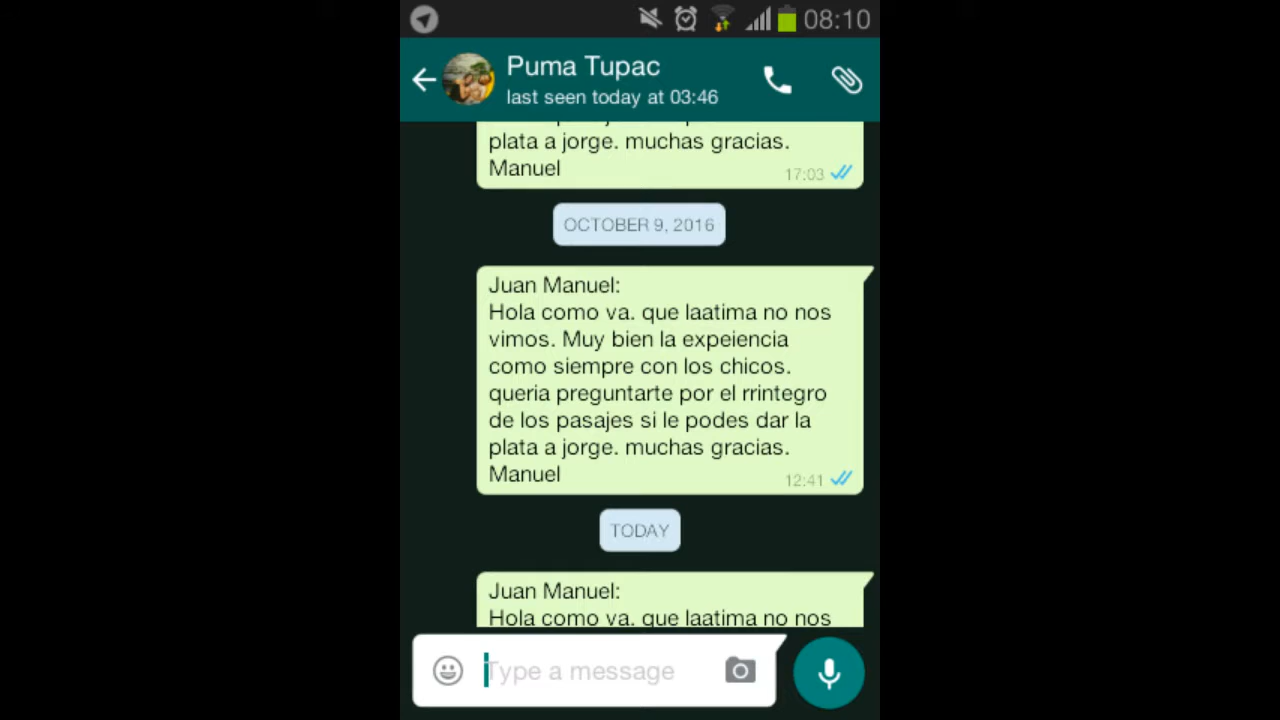 08:10
Puma Tupac
last seen today at 03:46
plata a jorge. muchas gracias.
Manuel
17:03
OCTOBER 9, 2016
Juan Manuel:
Hola como va. que laatima no nos
vimos. Muy bien la expeiencia
como siempre con los chicos.
queria preguntarte por el rrintegro
de los pasajes si le podes dar la
plata a jorge. muchas gracias.
Manuel
12:41
TODAY
Juan Manuel:
Hola como va. que laatima no nos
Type a message